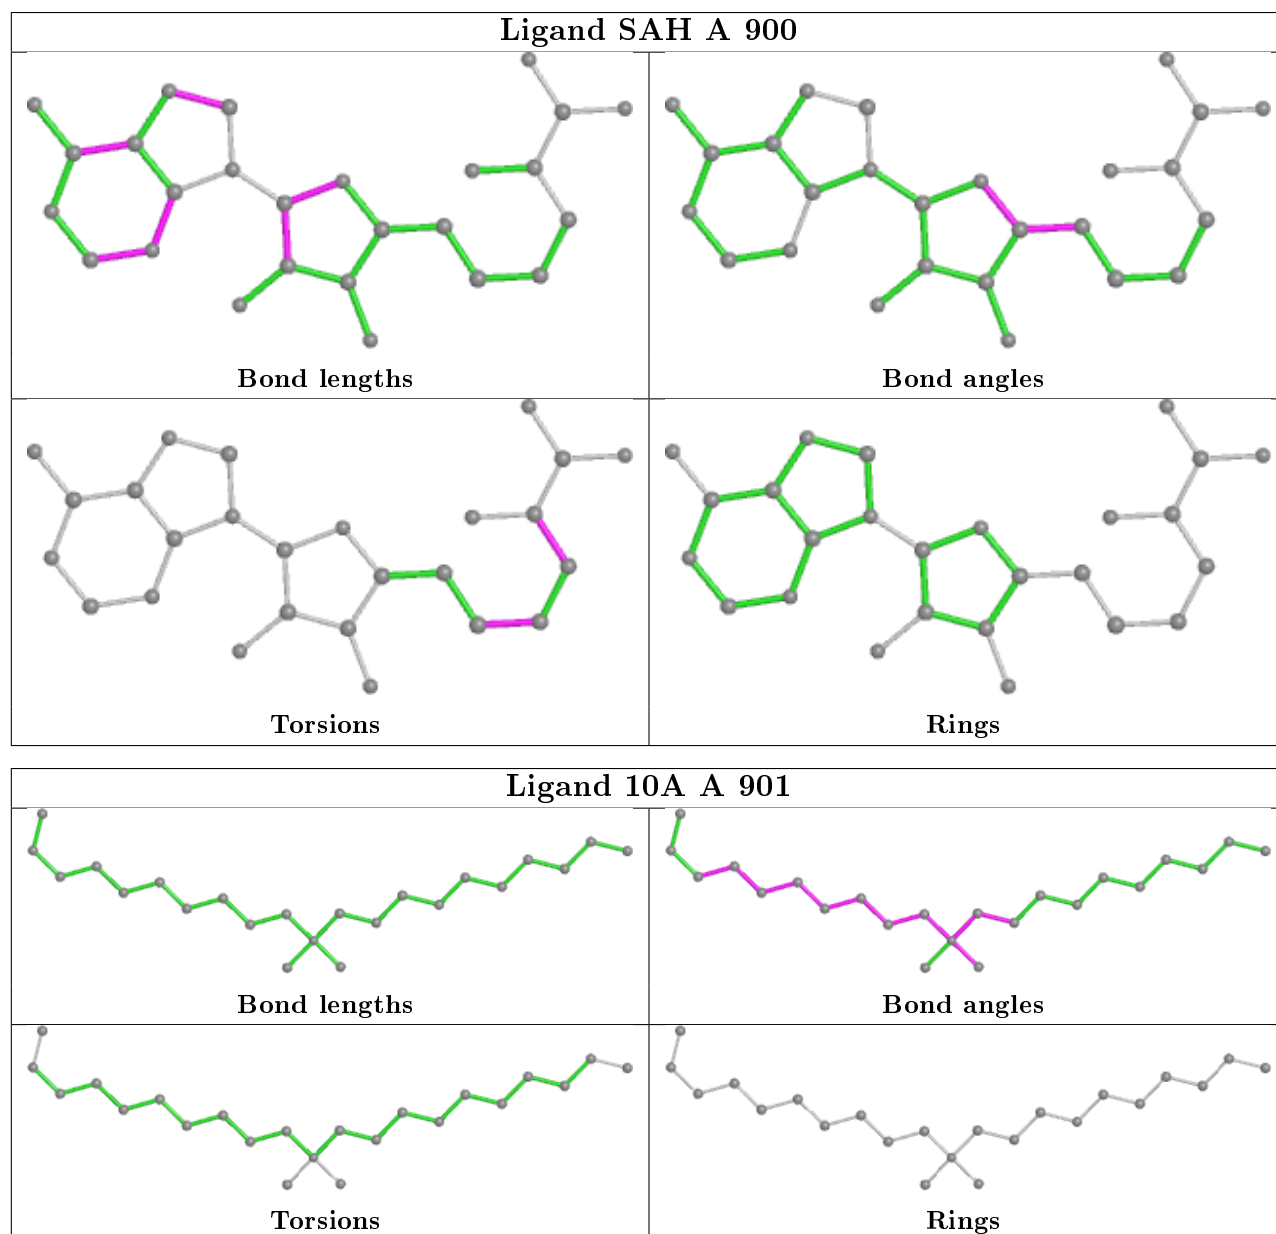 Ligand SAH A 900
Bond lengths
Bond angles
Torsions
Rings
Ligand 10A A 901
Bond lengths
Bond angles
Torsions
Rings